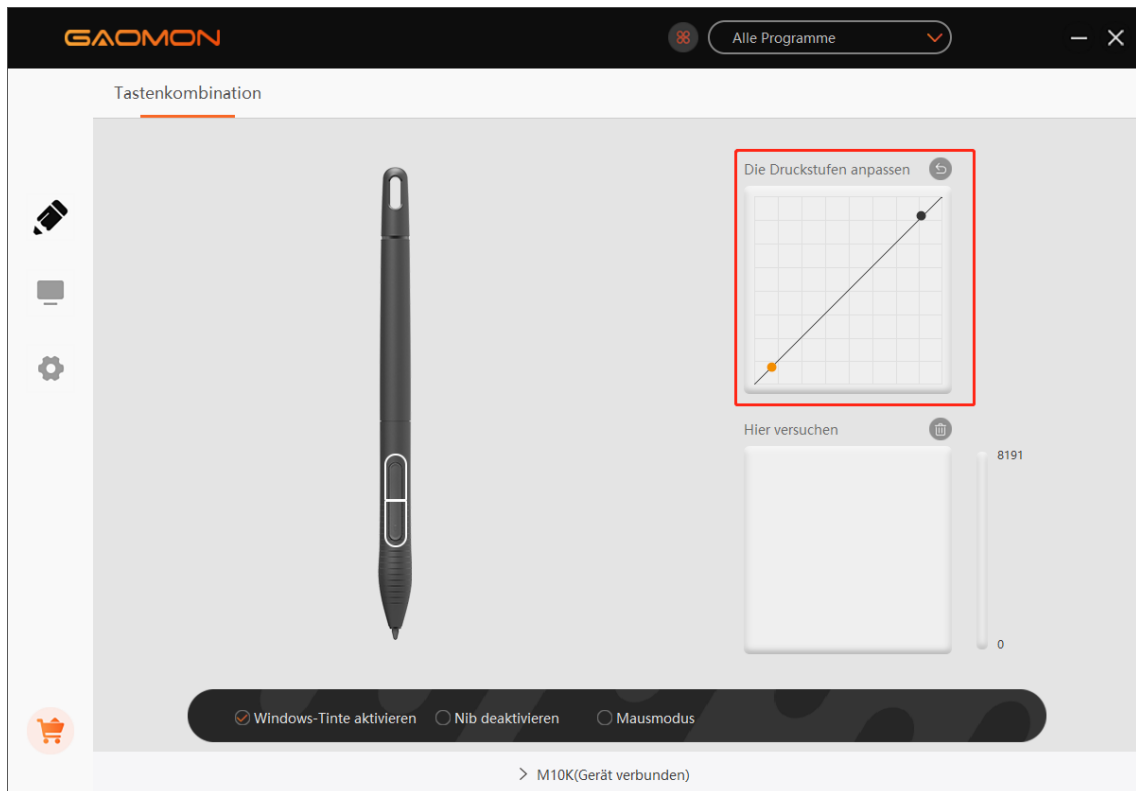 GAOMON
Alle Programme
Tastenkombination
Die Druckstufen anpassen
Hier versuchen
8191
0
Windows-Tinte aktivieren
Nib deaktivieren
Mausmodus
M10K(Gerät verbunden)